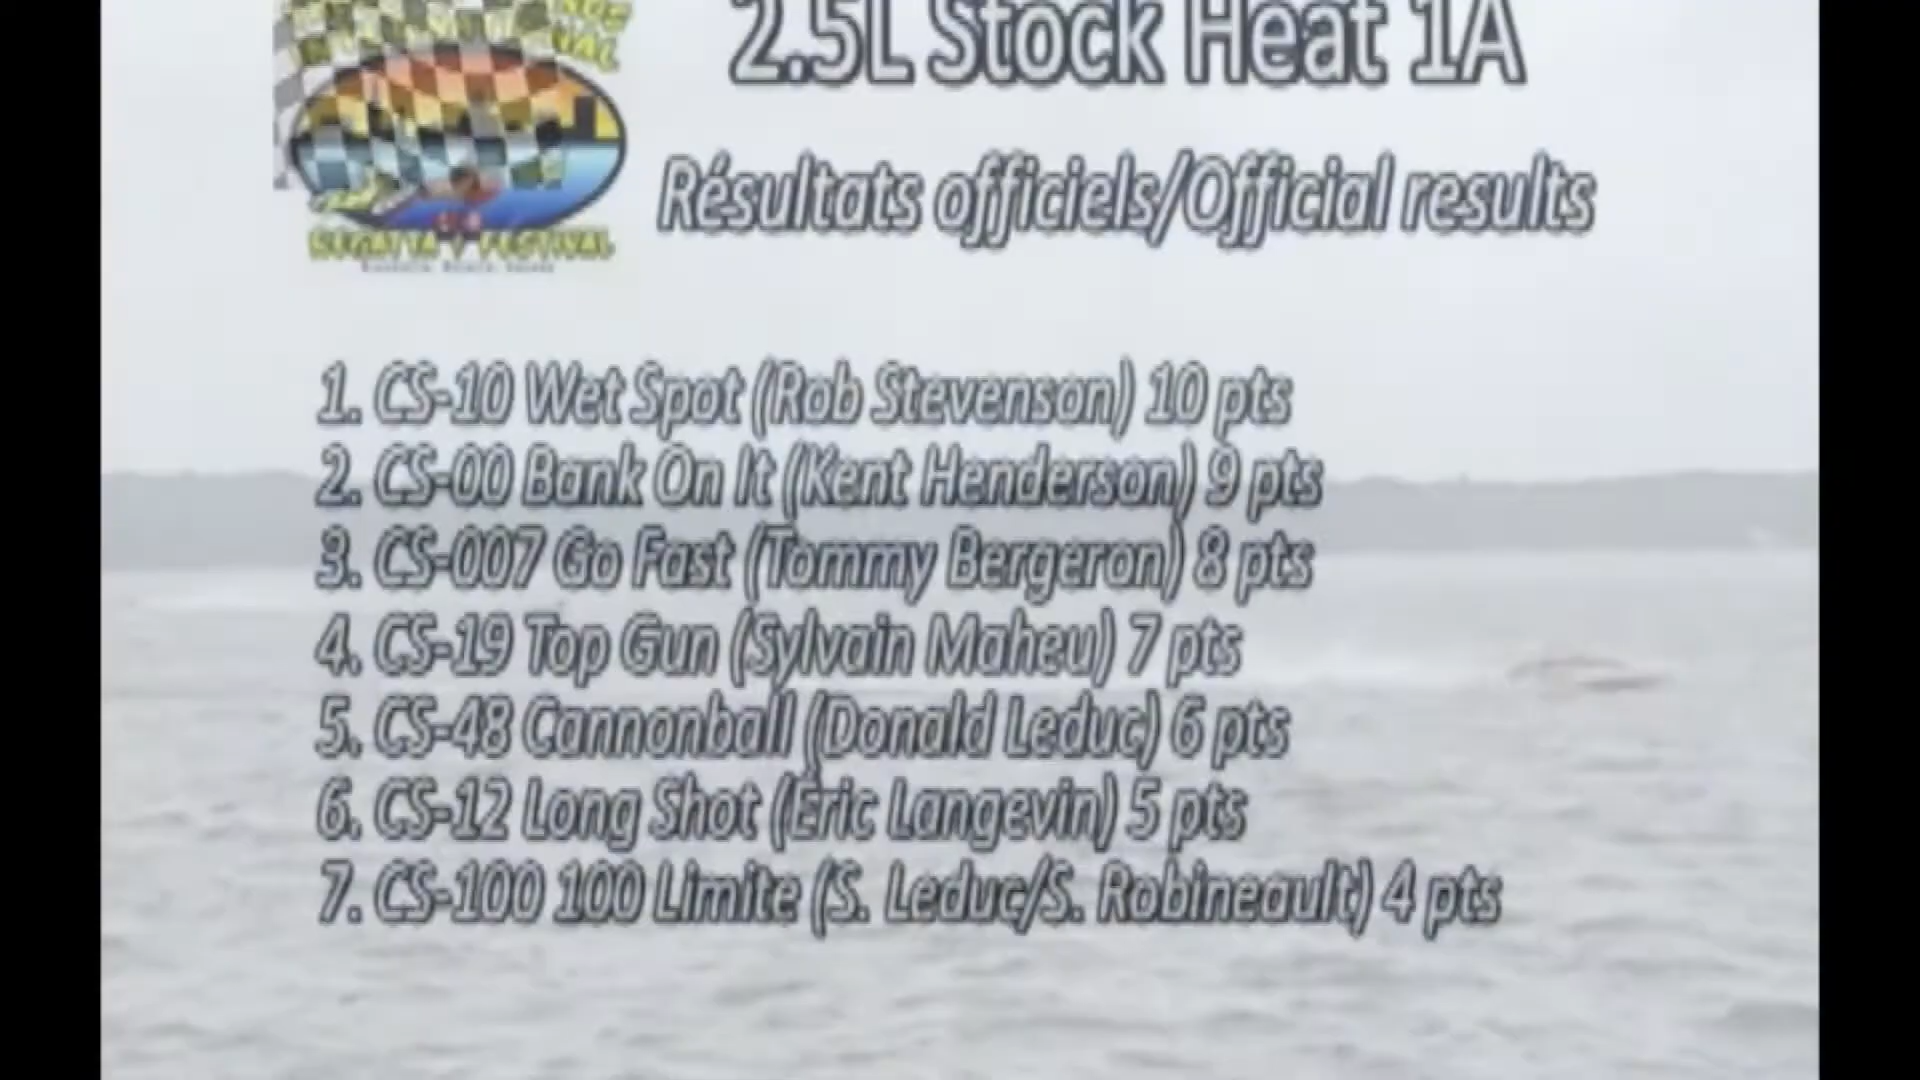 2.5L Stock Heat 1A
Résultats officiels/Official results
REGATTA FESTIVAL
1. CS-10 Wet Spot (Rob Stevenson) 10 pts
2. CS-00 Bank On It (Kent Henderson) 9 pts
3. CS-007 Go Fast (Tommy Bergeron) 8 pts
4. CS-19 Top Gun (Sylvain Maheu) 7 pts
5. CS-48 Cannonball (Donald Leduc) 6 pts
6. CS-12 Long Shot (Éric Langevin) 5 pts
7. CS-100 100 Limite (S. Leduc/S. Robineault) 4 pts